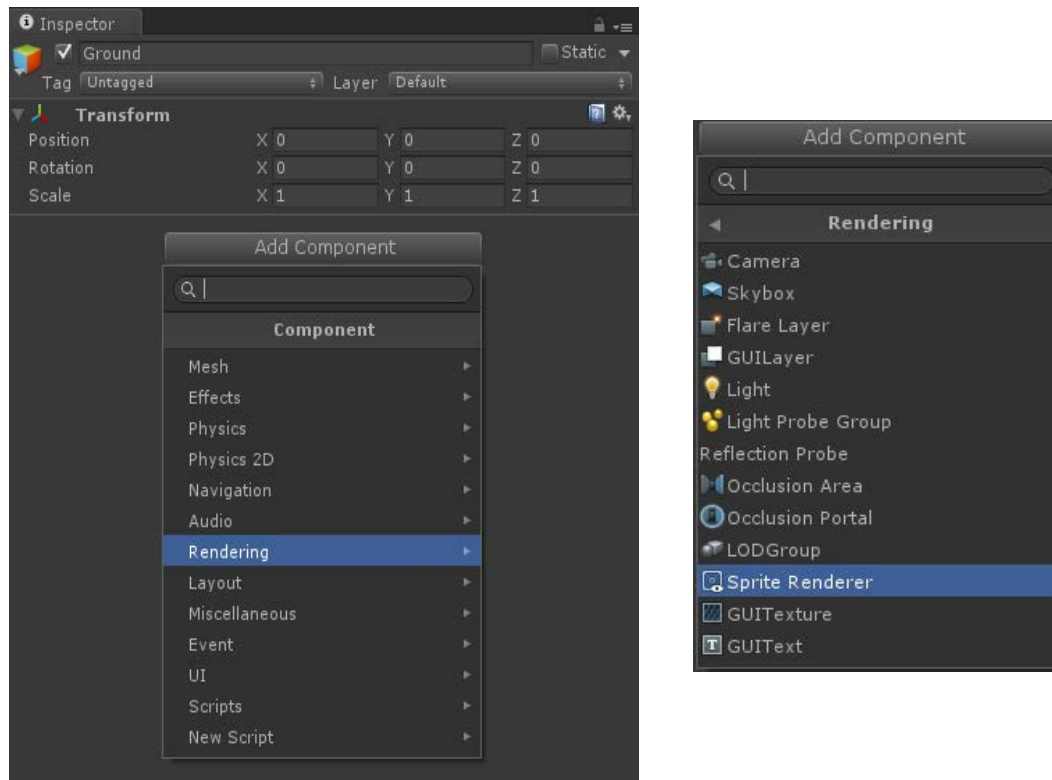 Inspector
Ground Static
Tag Untagged Layer Default
Transform
Position X 0 Y 0 Z 0
Rotation X 0 Y 0 Z 0
Scale X 1 Y 1 Z 1
Add Component
Component
Mesh
Effects
Physics
Physics 2D
Navigation
Audio
Rendering
Layout
Miscellaneous
Event
UI
Scripts
New Script
Add Component
Rendering
Camera
Skybox
Flare Layer
GUILayer
Light
Light Probe Group
Reflection Probe
Occlusion Area
Occlusion Portal
LODGroup
Sprite Renderer
GUITexture
T GUIText